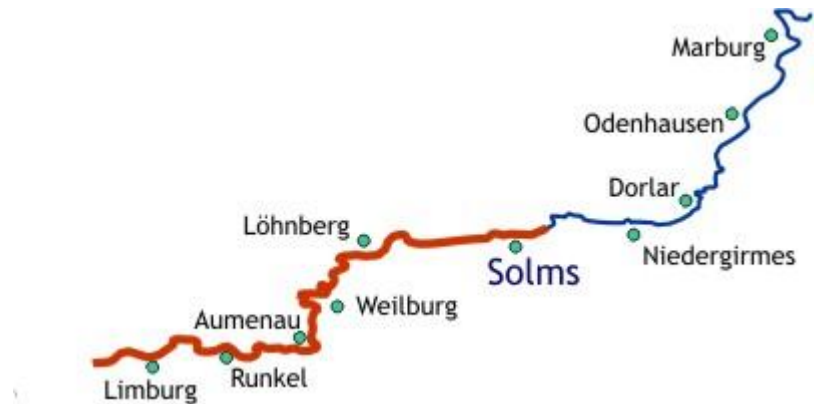 Marburg
Odenhausen
Dorlar
Löhnberg
Niedergirmes
Solms
Weilburg
Aumenau
Runkel
Limburg